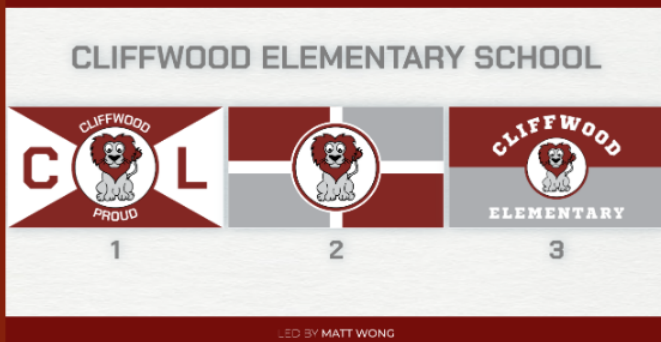 CLIFFWOOD ELEMENTARY SCHOOL
CLIFFWOOD
C L
PROUD
CLIFFWOOD
ELEMENTARY
1 2 3
LED BY MATT WONG